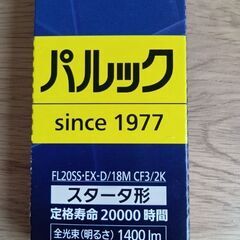 パルック
since 1977
FL20SS・EX-D/18M CF3/2K
スタータ形
定格寿命 20000 時間
全光束(明るさ) 1400 lm